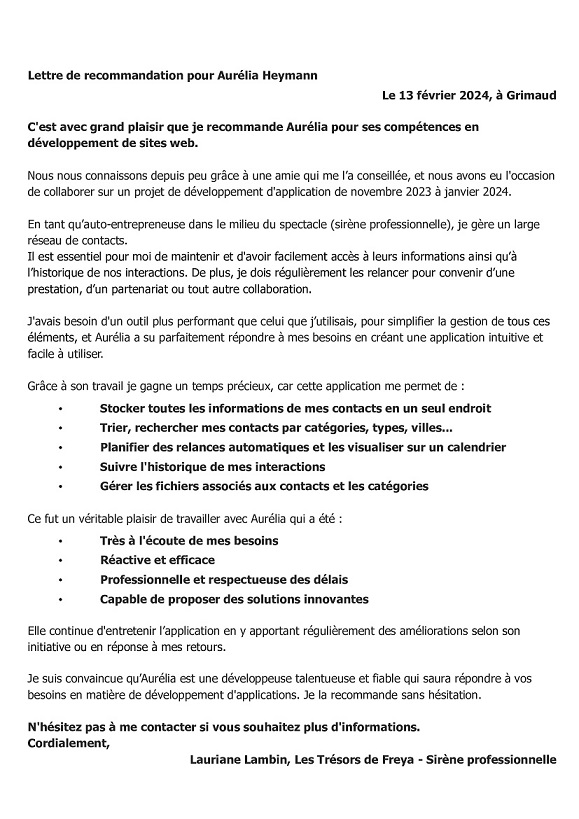 Lettre de recommandation pour Aurélia Heymann
Le 13 février 2024, à Grimaud
C'est avec grand plaisir que je recommande Aurélia pour ses compétences en
développement de sites web.
Nous nous connaissons depuis peu grâce à une amie qui me l’a conseillée, et nous avons eu l'occasion
de collaborer sur un projet de développement d'application de novembre 2023 à janvier 2024.
En tant qu’auto-entrepreneuse dans le milieu du spectacle (sirène professionnelle), je gère un large
réseau de contacts.
Il est essentiel pour moi de maintenir et d'avoir facilement accès à leurs informations ainsi qu’à
l’historique de nos interactions. De plus, je dois régulièrement les relancer pour convenir d’une
prestation, d’un partenariat ou tout autre collaboration.
J'avais besoin d'un outil plus performant que celui que j’utilisais, pour simplifier la gestion de tous ces
éléments, et Aurélia a su parfaitement répondre à mes besoins en créant une application intuitive et
facile à utiliser.
Grâce à son travail je gagne un temps précieux, car cette application me permet de :
• Stocker toutes les informations de mes contacts en un seul endroit
• Trier, rechercher mes contacts par catégories, types, villes...
• Planifier des relances automatiques et les visualiser sur un calendrier
• Suivre l'historique de mes interactions
• Gérer les fichiers associés aux contacts et les catégories
Ce fut un véritable plaisir de travailler avec Aurélia qui a été :
• Très à l'écoute de mes besoins
• Réactive et efficace
• Professionnelle et respectueuse des délais
• Capable de proposer des solutions innovantes
Elle continue d'entretenir l’application en y apportant régulièrement des améliorations selon son
initiative ou en réponse à mes retours.
Je suis convaincue qu’Aurélia est une développeuse talentueuse et fiable qui saura répondre à vos
besoins en matière de développement d'applications. Je la recommande sans hésitation.
N'hésitez pas à me contacter si vous souhaitez plus d'informations.
Cordialement,
Lauriane Lambin, Les Trésors de Freya - Sirène professionnelle